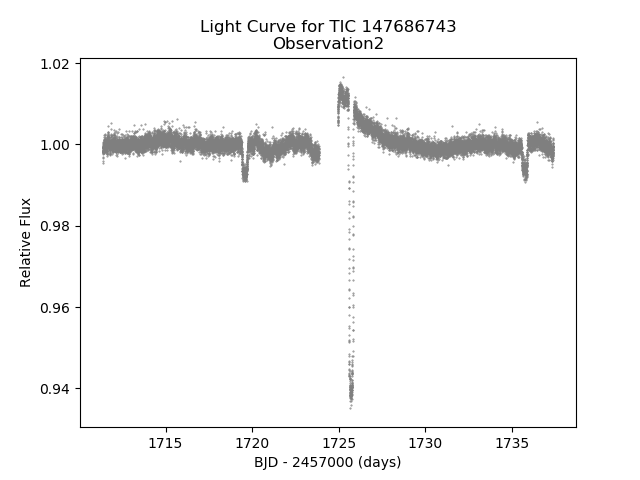 Light Curve for TIC 147686743
Observation2
1.02
1.00
0.98
0.96
0.94
Relative Flux
1715
1720
1725
1730
1735
BJD - 2457000 (days)